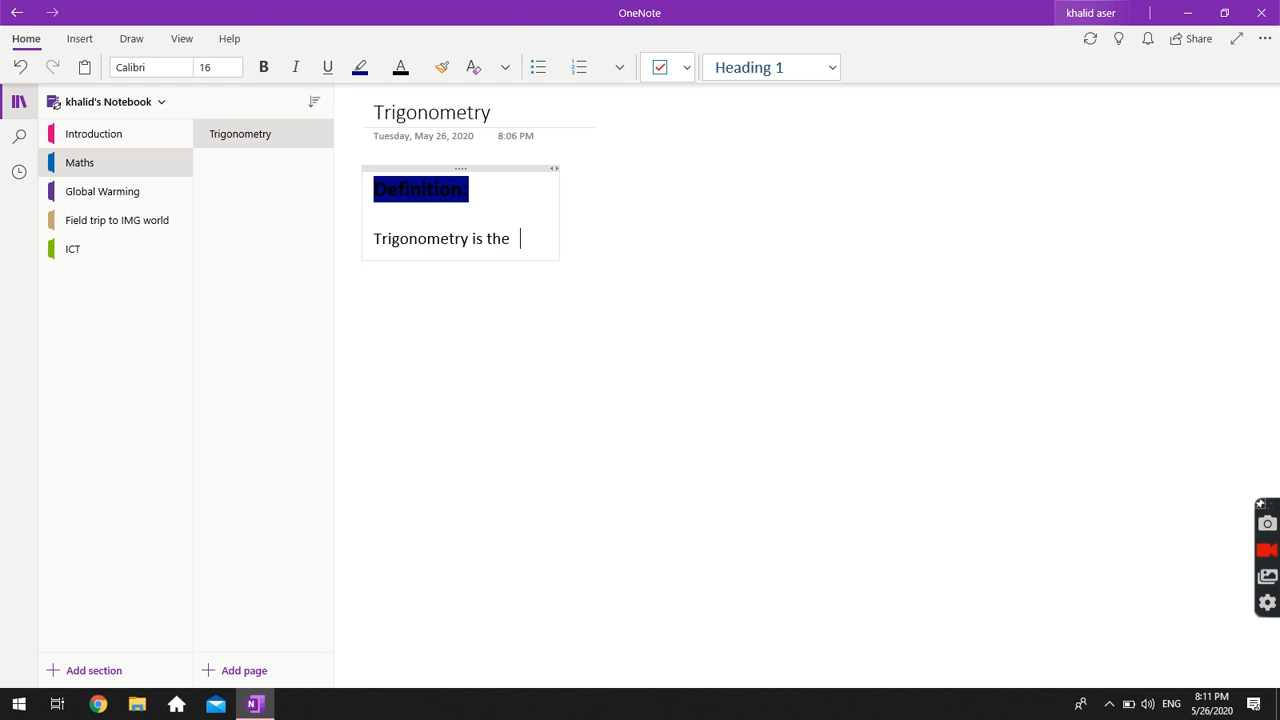 OneNote
khalid aser
Home Insert Draw View Help
Share
Calibri 16 B I U A A Heading 1
khalid's Notebook
Introduction
Maths
Global Warming
Field trip to IMG world
ICT
Trigonometry
Trigonometry
Tuesday, May 26, 2020 8:06 PM
Definition:
Trigonometry is the
Add section
Add page
ENG
8:11 PM
5/26/2020